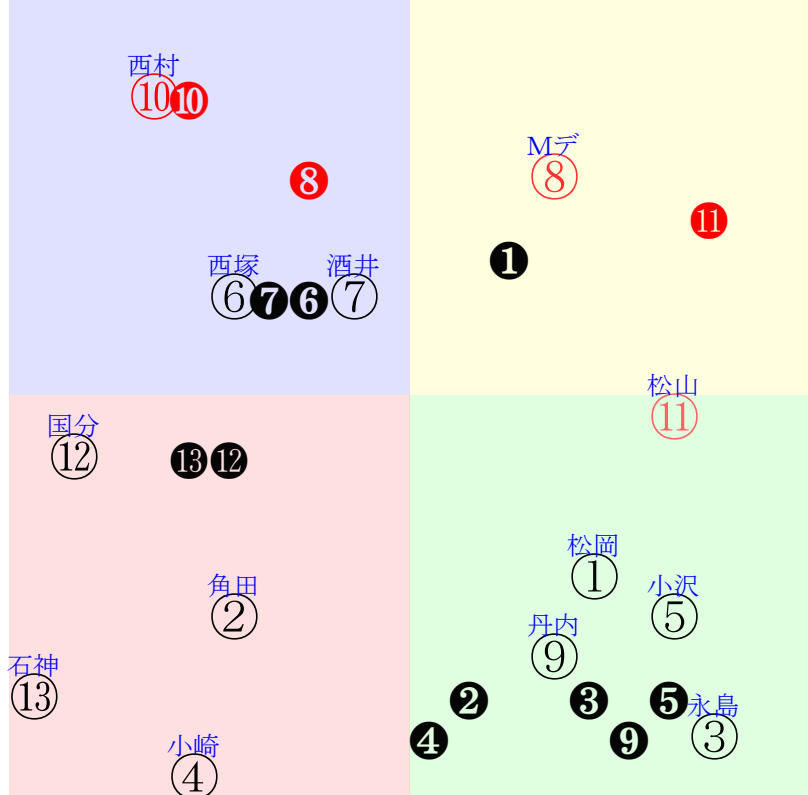 西村
⑩❿
Mデ
❽
⑧
⓫
西塚 酒井
❶
⑥❼❻⑦
松山
国分
⑪
⑫ ⓭⓬
松岡
①
角田 小沢
② ⑤
丹内
⑨
石神
⑬ ❷ ❸ ❺ 永島
小崎 ❹ ❾ ③
④